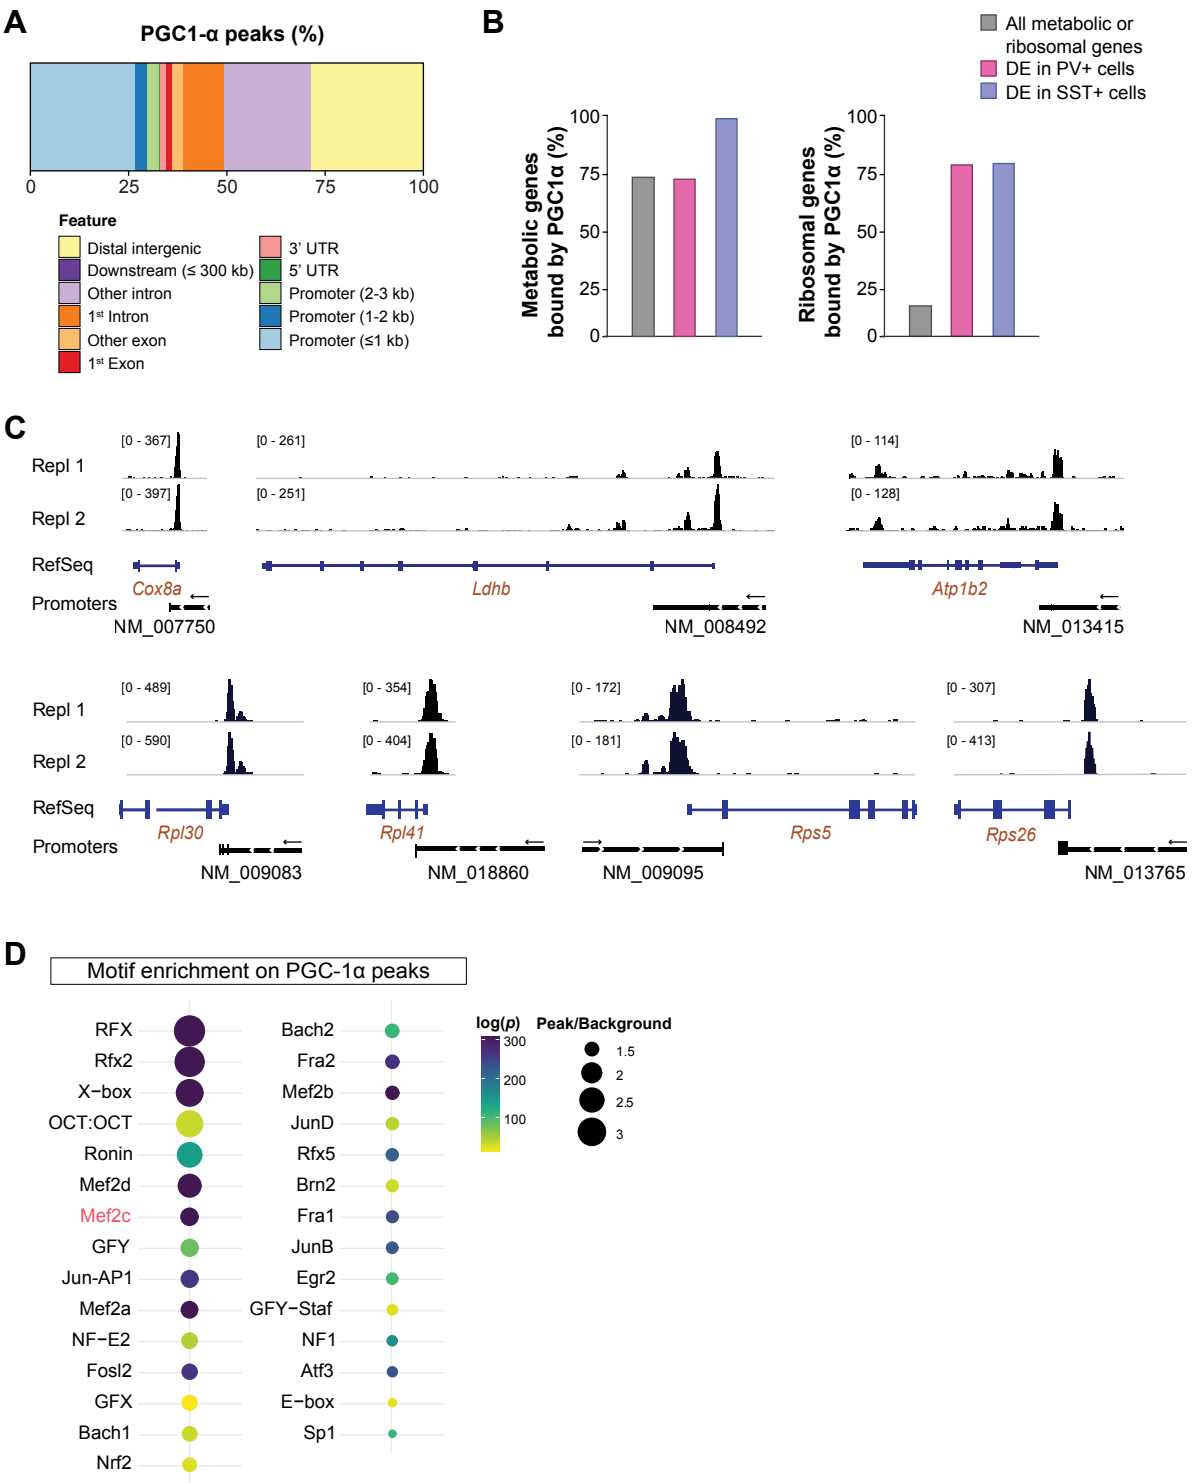 A
PGC1-α peaks (%)
0 25 50 75 100
Feature
Distal intergenic
Downstream (≤ 300 kb)
Other intron
1st Intron
Other exon
1st Exon
3' UTR
5' UTR
Promoter (2-3 kb)
Promoter (1-2 kb)
Promoter (≤1 kb)
B
All metabolic or
ribosomal genes
DE in PV+ cells
DE in SST+ cells
Metabolic genes
bound by PGC1α (%)
100
75
50
25
0
Ribosomal genes
bound by PGC1α (%)
100
75
50
25
0
C
Repl 1
[0 - 367] [0 - 261] [0 - 114]
Repl 2
[0 - 397] [0 - 251] [0 - 128]
RefSeq
Cox8a Ldhb Atp1b2
Promoters
NM_007750 NM_008492 NM_013415
Repl 1
[0 - 489] [0 - 354] [0 - 172] [0 - 307]
Repl 2
[0 - 590] [0 - 404] [0 - 181] [0 - 413]
RefSeq
Rpl30 Rpl41 Rps5 Rps26
Promoters
NM_009083 NM_018860 NM_009095 NM_013765
D
Motif enrichment on PGC-1α peaks
RFX
Rfx2
X−box
OCT:OCT
Ronin
Mef2d
Mef2c
GFY
Jun-AP1
Mef2a
NF−E2
Fosl2
GFX
Bach1
Nrf2
Bach2
Fra2
Mef2b
JunD
Rfx5
Brn2
Fra1
JunB
Egr2
GFY−Staf
NF1
Atf3
E−box
Sp1
log(p)
300
200
100
Peak/Background
1.5
2
2.5
3